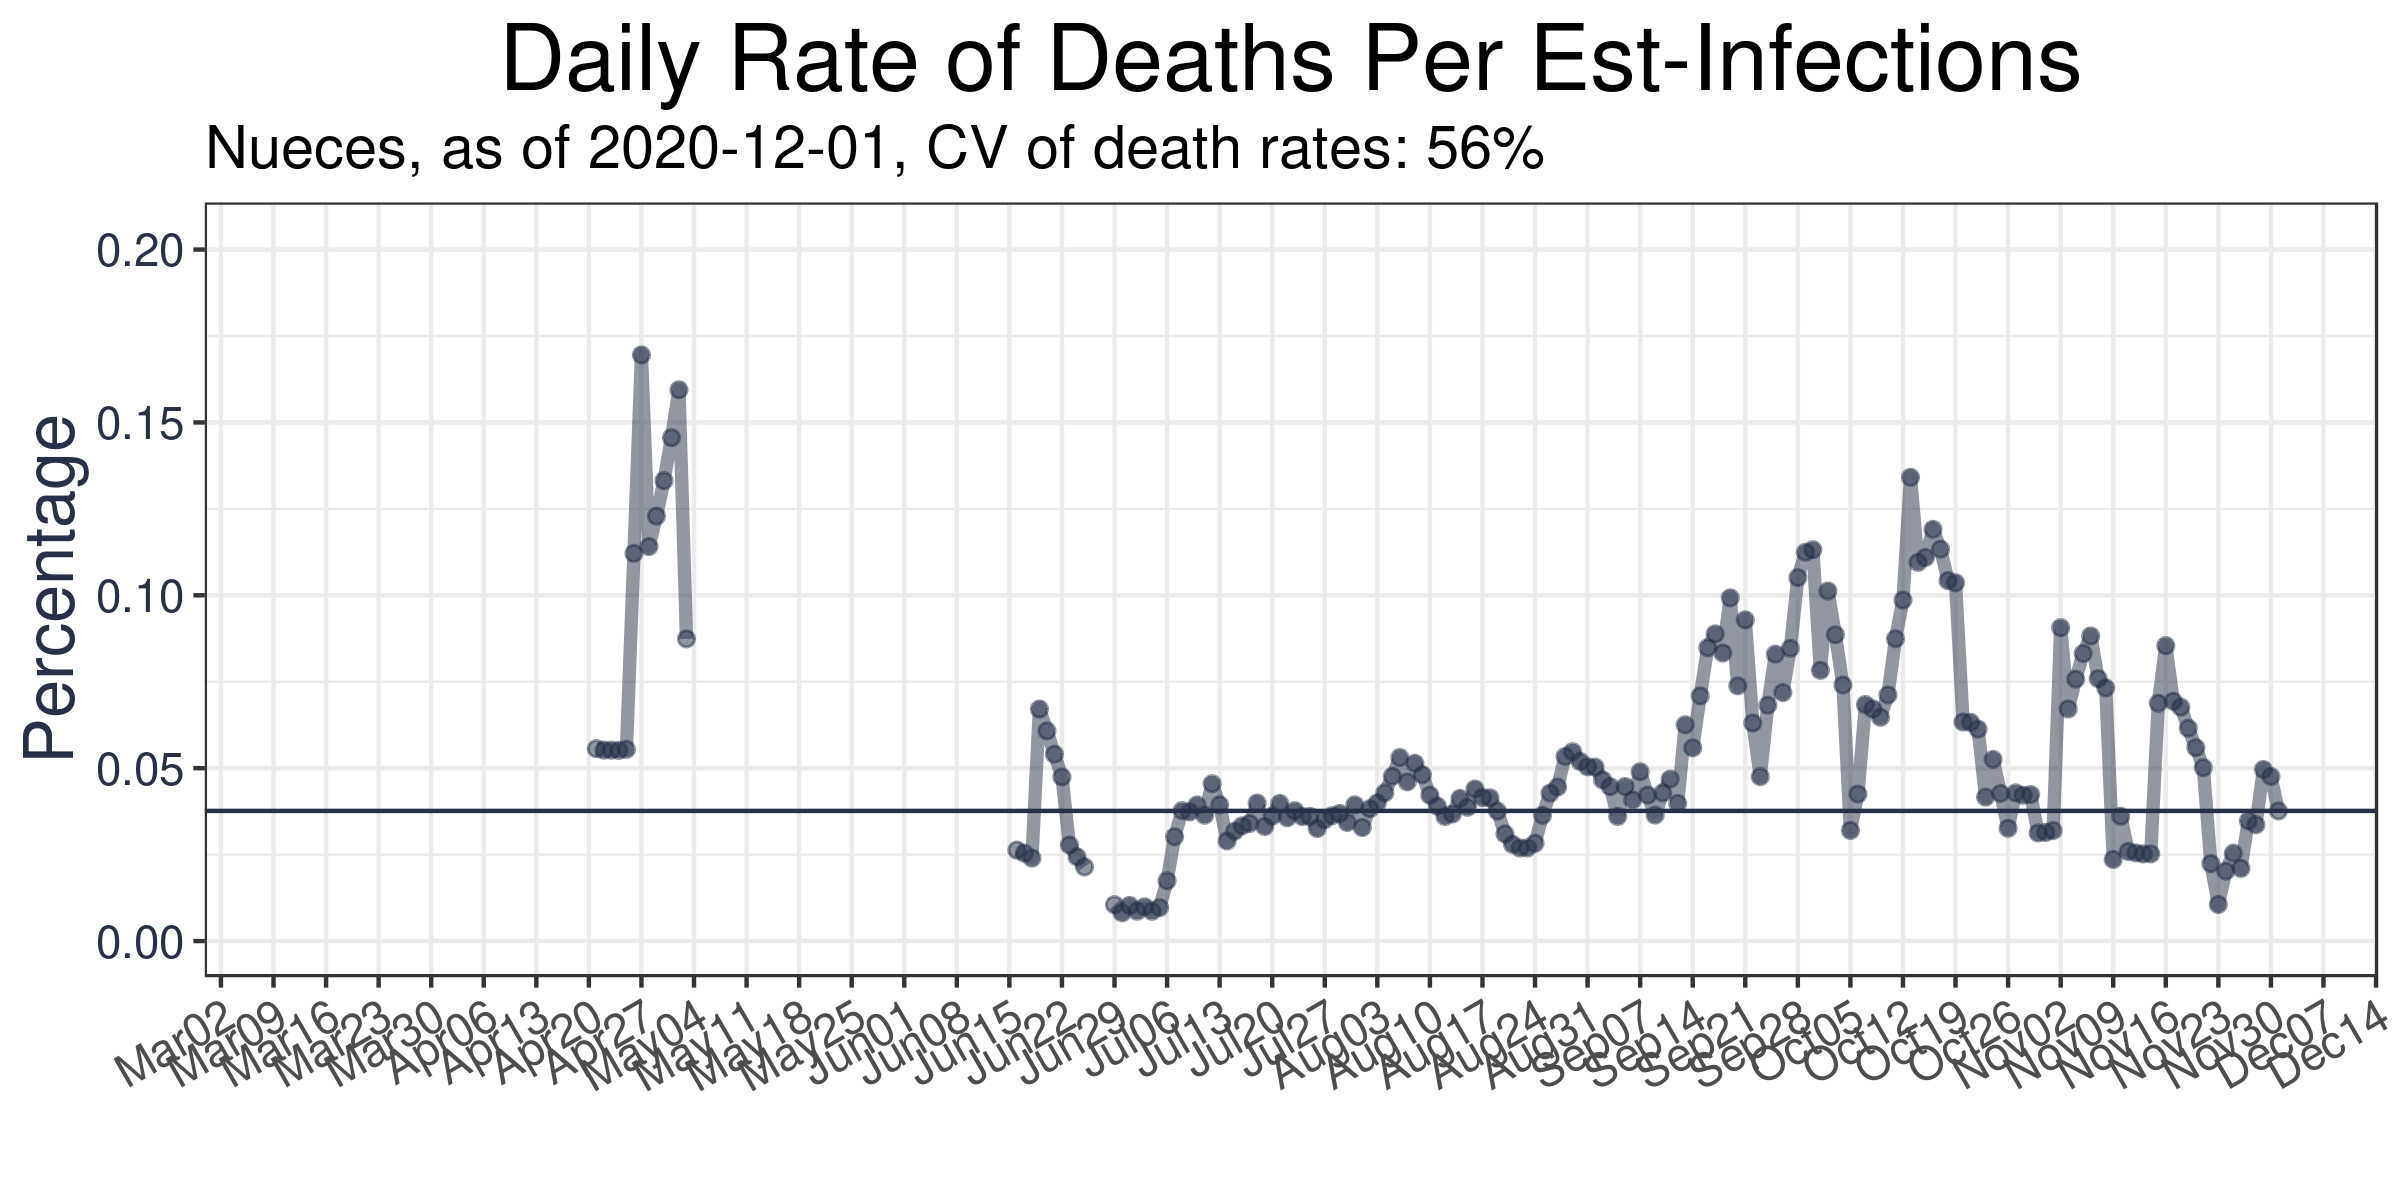 Daily Rate of Deaths Per Est-Infections
Nueces, as of 2020-12-01, CV of death rates: 56%
Percentage
0.20
0.15
0.10
0.05
0.00
Mar02
Mar09
Mar16
Mar23
Mar30
Apr06
Apr13
Apr20
Apr27
May04
May11
May18
May25
Jun01
Jun08
Jun15
Jun22
Jun29
Jul06
Jul13
Jul20
Jul27
Aug03
Aug10
Aug17
Aug24
Aug31
Sep07
Sep14
Sep21
Sep28
Oct05
Oct12
Oct19
Oct26
Nov02
Nov09
Nov16
Nov23
Nov30
Dec07
Dec14